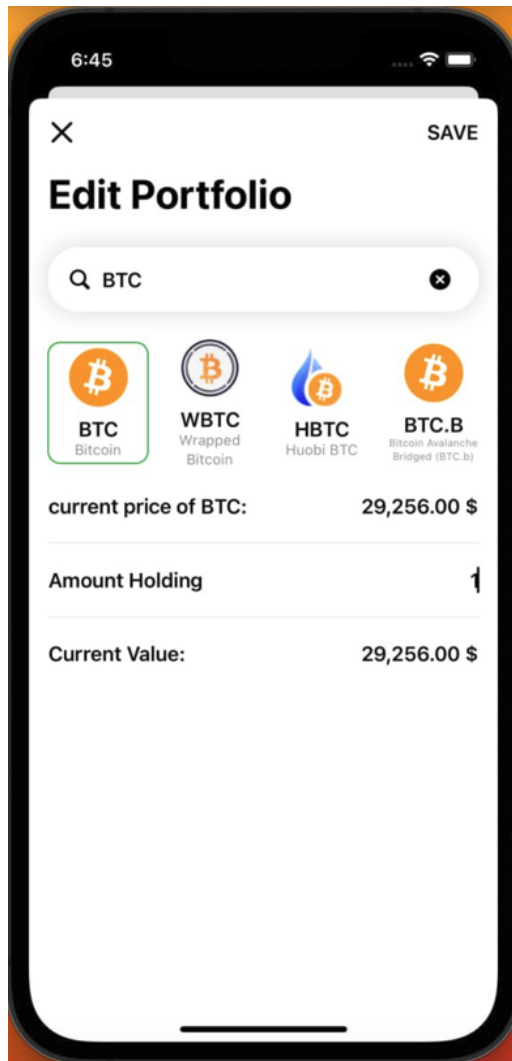 6:45
SAVE
Edit Portfolio
BTC
BTC
Bitcoin
WBTC
Wrapped
Bitcoin
HBTC
Huobi BTC
BTC.B
Bitcoin Avalanche
Bridged (BTC.b)
current price of BTC: 29,256.00 $
Amount Holding 1
Current Value: 29,256.00 $